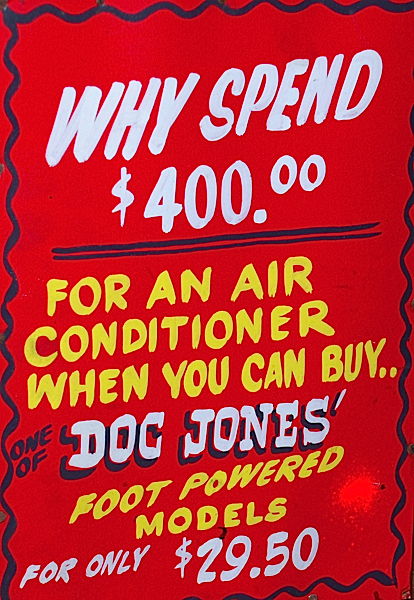 WHY SPEND
$400.00
FOR AN AIR
CONDITIONER
WHEN YOU CAN BUY..
ONE OF DOC JONES'
FOOT POWERED
MODELS
FOR ONLY $29.50